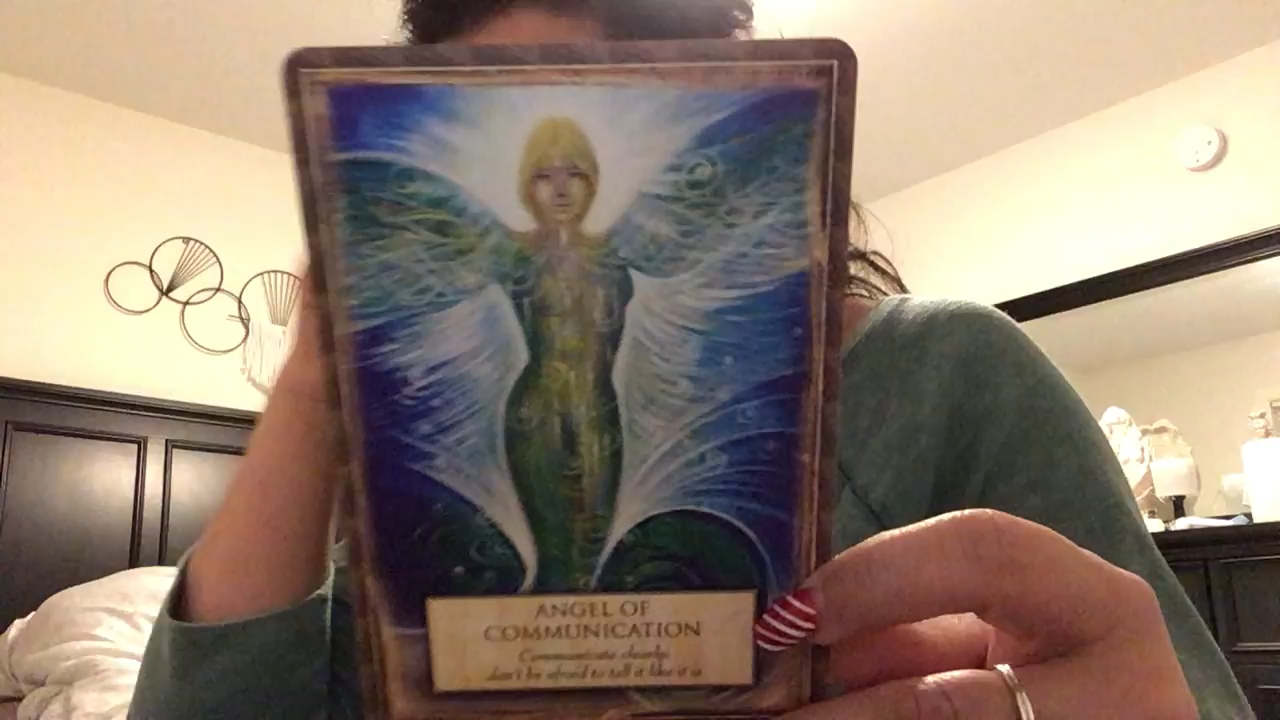 ANGEL OF
COMMUNICATION
Communicate clearly
don't be afraid to tell it like it is